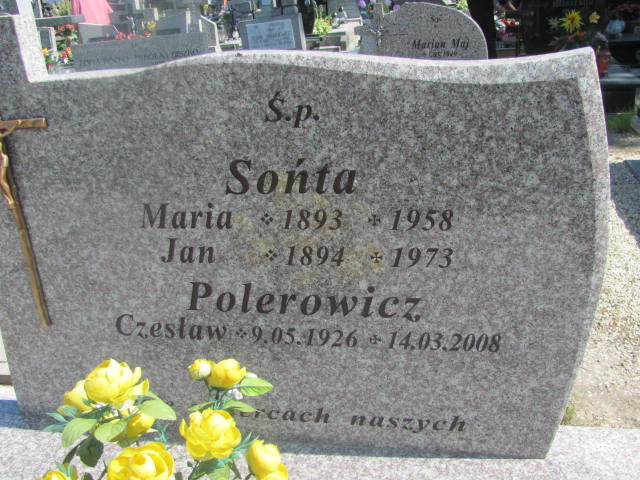 Ś.p.
Marian Maj
Ś.p.
Sońta
Maria * 1893 + 1958
Jan * 1894 + 1973
Polerowicz
Czesław * 9.05.1926 + 14.03.2008
naszych